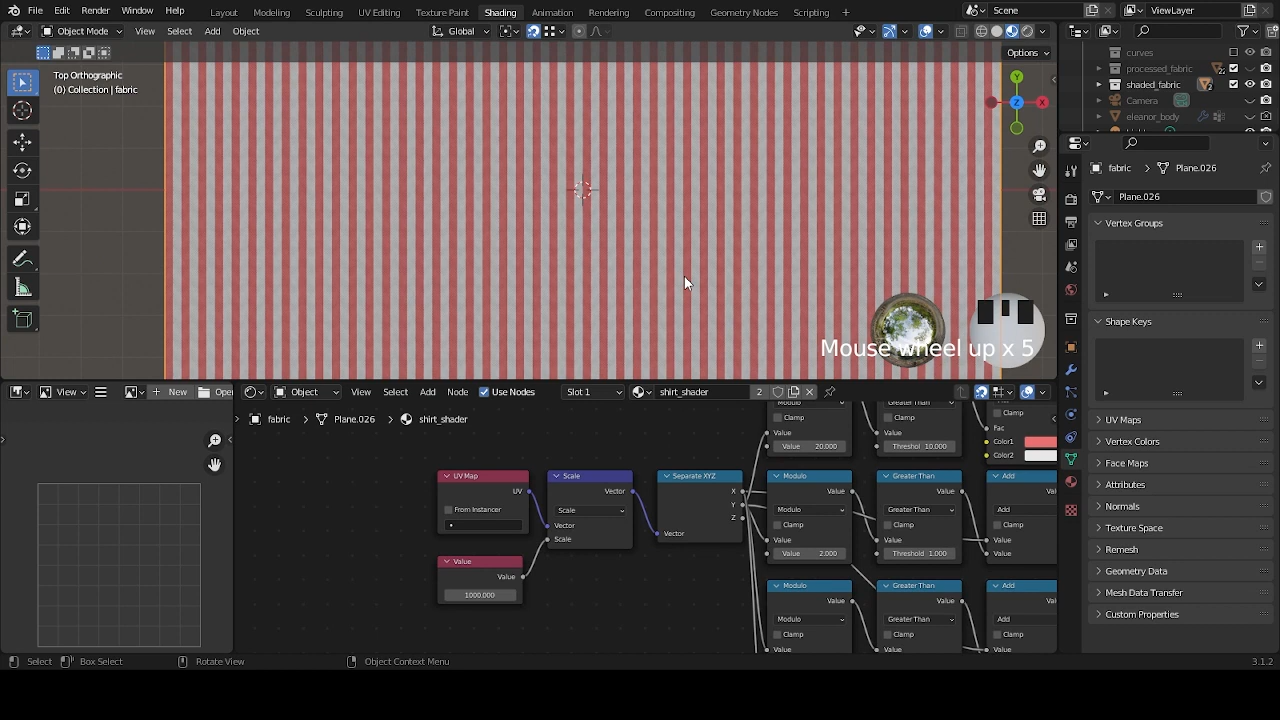 File Edit Render Window Help Layout Modeling Sculpting UV Editing Texture Paint Shading Animation Rendering Compositing Geometry Nodes Scripting + Scene ViewLayer
Object Mode View Select Add Object Global
Options
Top Orthographic
(0) Collection | fabric
Y
Z
X
Mouse wheel up x 5
curves
processed_fabric
shaded_fabric
Camera
eleanor_body
fabric Plane.026
Plane.026
Vertex Groups
Shape Keys
UV Maps
Vertex Colors
Face Maps
Attributes
Normals
Texture Space
Remesh
Geometry Data
Mesh Data Transfer
Custom Properties
View New Object View Select Add Node Use Nodes Slot 1 shirt_shader 2
fabric Plane.026 shirt_shader
Clamp
Value
Value 20.000
Clamp
Value
Threshol 10.000
Clamp
Fac
Color1
Color2
UV Map
UV
From Instancer
Scale
Vector
Scale
Vector
Scale
Separate XYZ
X
Y
Z
Vector
Modulo
Value
Modulo
Clamp
Value
Value 2.000
Greater Than
Value
Greater Than
Clamp
Value
Threshold 1.000
Add
Add
Clamp
Value
Value
Value
Value
1000.000
Modulo
Value
Modulo
Clamp
Value
Greater Than
Value
Greater Than
Clamp
Value
Add
Add
Clamp
Value
Select Box Select Rotate View Object Context Menu 3.1.2